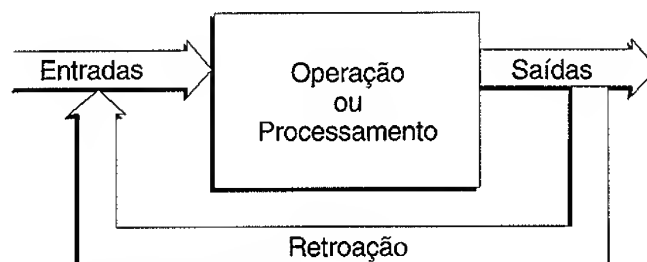 Entradas
Operação
ou
Processamento
Saídas
Retroação